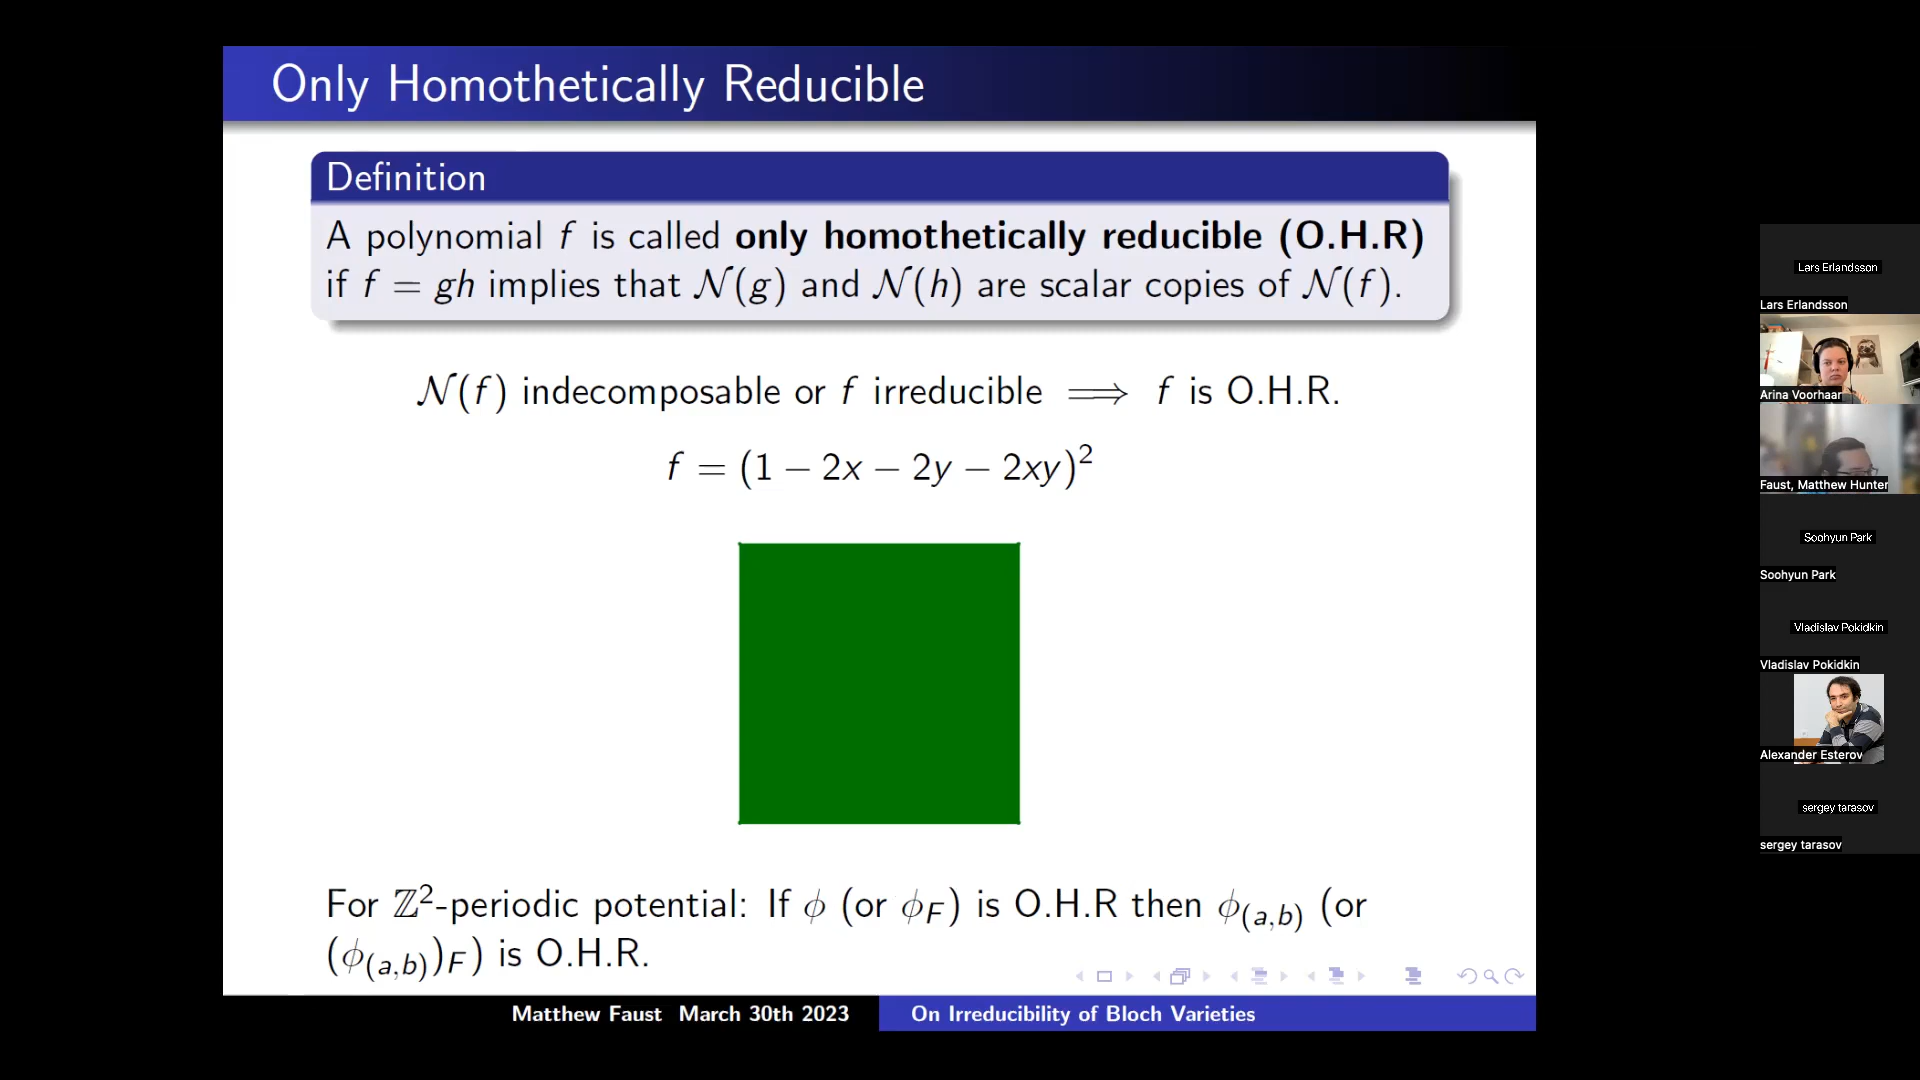 Only Homothetically Reducible
Definition
A polynomial f is called only homothetically reducible (O.H.R)
if f = gh implies that 𝒩(g) and 𝒩(h) are scalar copies of 𝒩(f).
𝒩(f) indecomposable or f irreducible ⟹ f is O.H.R.
f = (1 − 2x − 2y − 2xy)²
For ℤ²-periodic potential: If ϕ (or ϕ_F) is O.H.R then ϕ_(a,b) (or
(ϕ_(a,b))_F) is O.H.R.
Matthew Faust March 30th 2023
On Irreducibility of Bloch Varieties
Lars Erlandsson
Lars Erlandsson
Arina Voorhaar
Faust, Matthew Hunter
Soohyun Park
Soohyun Park
Vladislav Pokidkin
Vladislav Pokidkin
Alexander Esterov
sergey tarasov
sergey tarasov